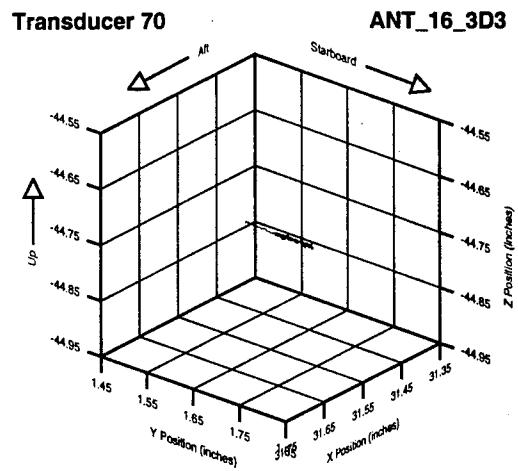 Transducer 70
ANT_16_3D3
Aft
Starboard
-44.55
-44.65
-44.75
-44.85
-44.95
Up
-44.55
-44.65
-44.75
-44.85
-44.95
Z Position (inches)
1.45
1.55
1.65
1.75
Y Position (inches)
31.65
31.55
31.45
31.35
X Position (inches)